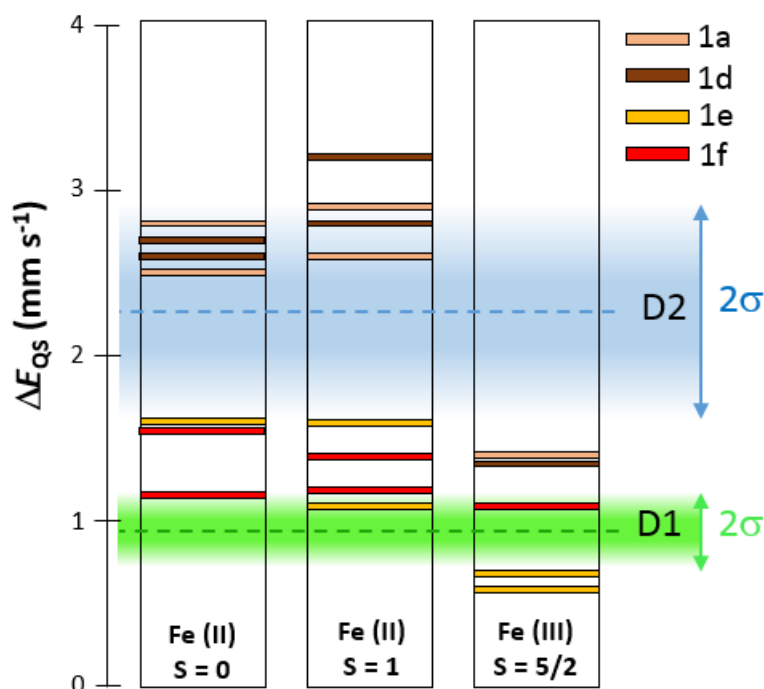 4
3
2
1
0
ΔE_QS (mm s⁻¹)
1a
1d
1e
1f
D2
2σ
D1
2σ
Fe (II)
S = 0
Fe (II)
S = 1
Fe (III)
S = 5/2